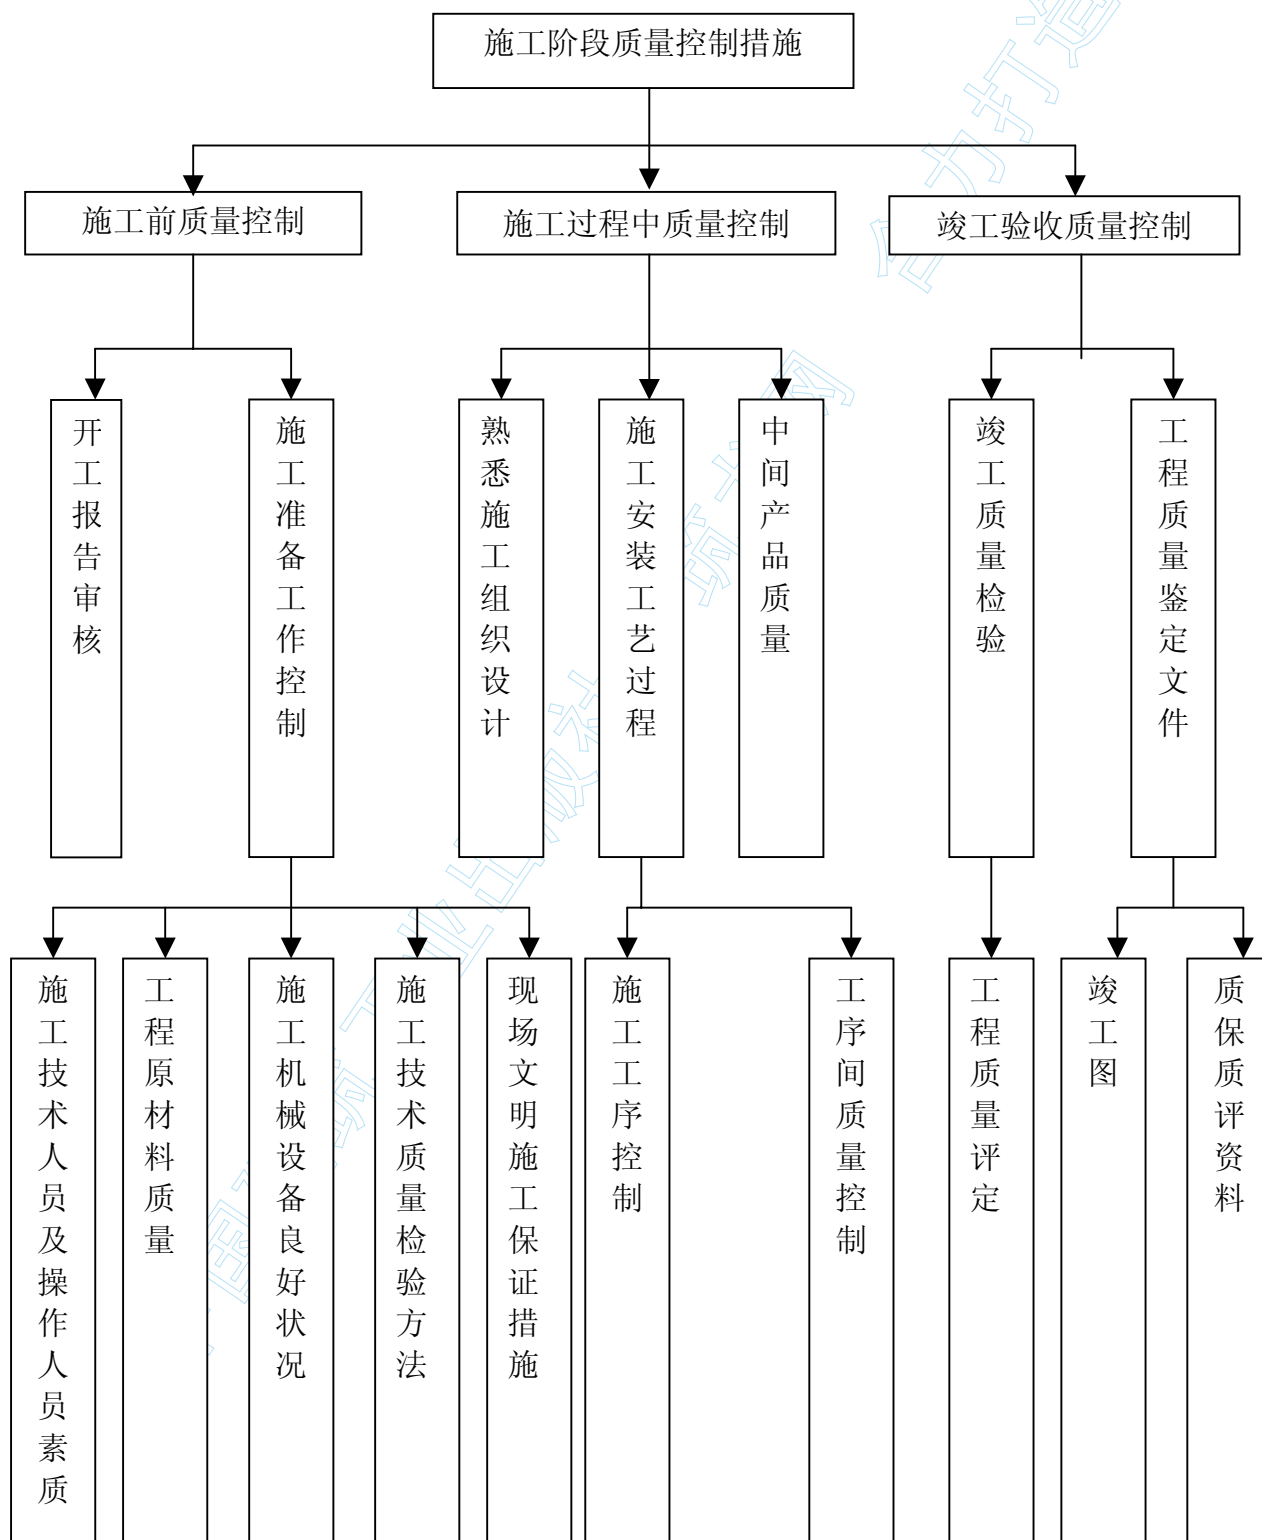 施工阶段质量控制措施
施工前质量控制
施工过程中质量控制
竣工验收质量控制
开工报告审核
施工准备工作控制
熟悉施工组织设计
施工安装工艺过程
中间产品质量
竣工质量检验
工程质量鉴定文件
施工技术人员及操作人员素质
工程原材料质量
施工机械设备良好状况
施工技术质量检验方法
现场文明施工保证措施
施工工序控制
工序间质量控制
工程质量评定
竣工图
质保质评资料
合力打造